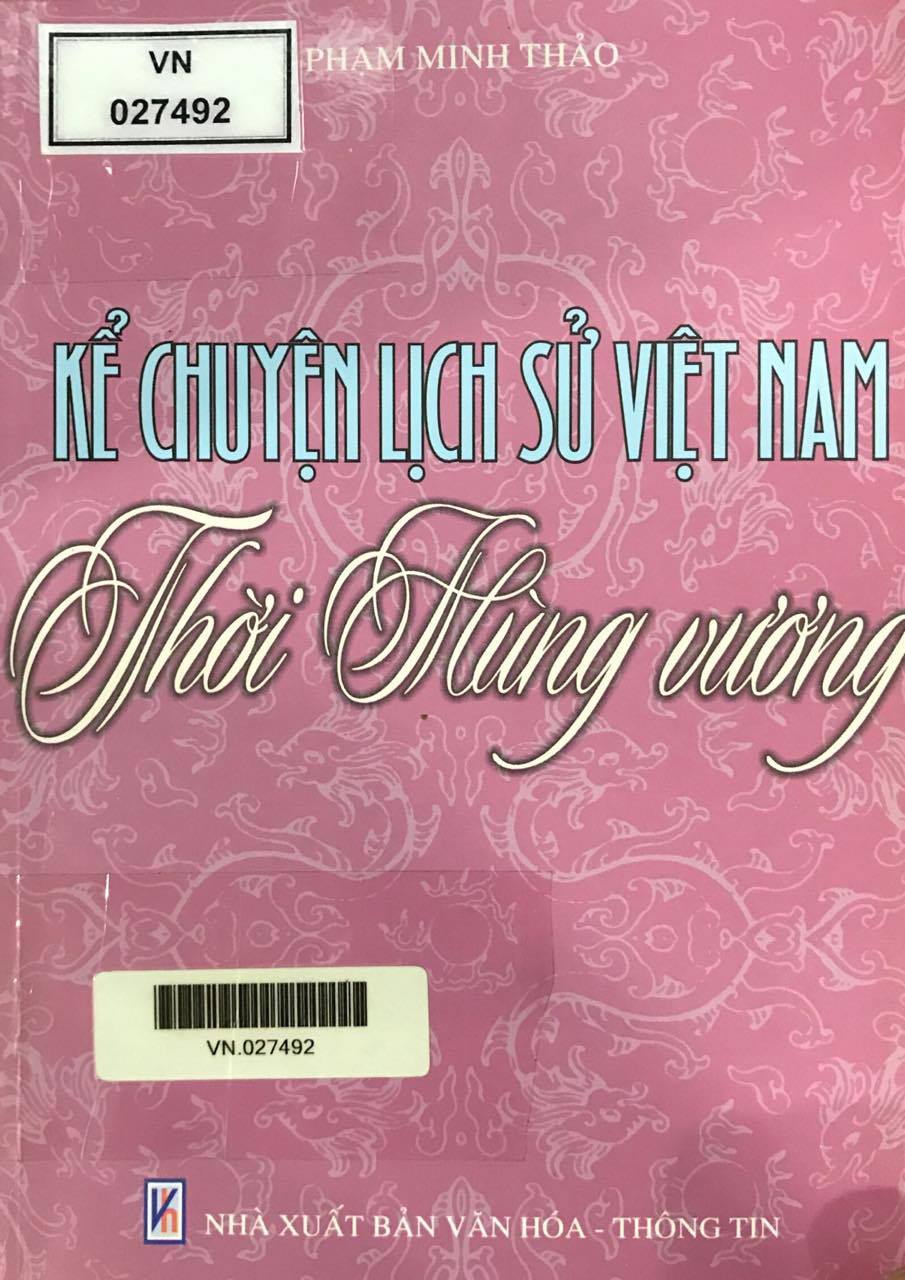 VN
027492
PHẠM MINH THẢO
KỂ CHUYỆN LỊCH SỬ VIỆT NAM
Thời Hùng vương
VN.027492
Vh
NHÀ XUẤT BẢN VĂN HÓA - THÔNG TIN